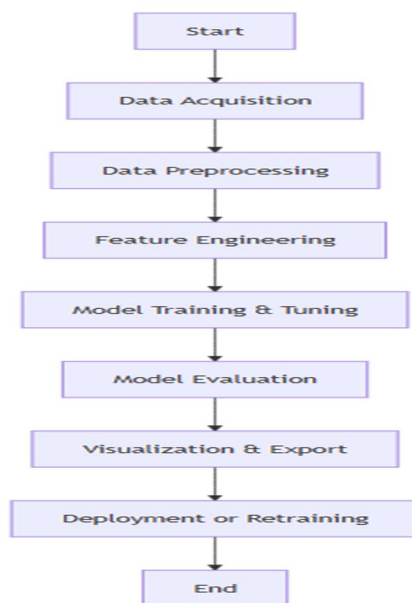 Start
Data Acquisition
Data Preprocessing
Feature Engineering
Model Training & Tuning
Model Evaluation
Visualization & Export
Deployment or Retraining
End